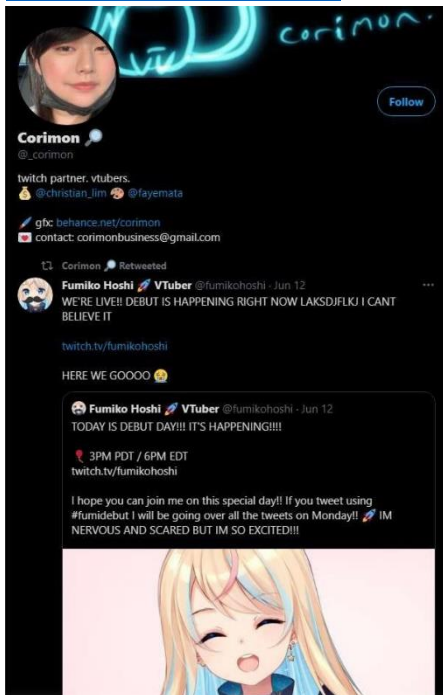 corimon.
Follow
Corimon 🔎
@_corimon
twitch partner. vtubers.
💰 @christian_lim 🎨 @fayemata
🖌️ gfx: behance.net/corimon
💌 contact: corimonbusiness@gmail.com
Corimon 🔎 Retweeted
Fumiko Hoshi 🚀 VTuber @fumikohoshi · Jun 12
WE'RE LIVE!! DEBUT IS HAPPENING RIGHT NOW LAKSDJFLKJ I CANT
BELIEVE IT
twitch.tv/fumikohoshi
HERE WE GOOOO 😭
Fumiko Hoshi 🚀 VTuber @fumikohoshi · Jun 12
TODAY IS DEBUT DAY!!! IT'S HAPPENING!!!!
🎈 3PM PDT / 6PM EDT
twitch.tv/fumikohoshi
I hope you can join me on this special day!! If you tweet using
#fumidebut I will be going over all the tweets on Monday!! 🚀 IM
NERVOUS AND SCARED BUT IM SO EXCITED!!!